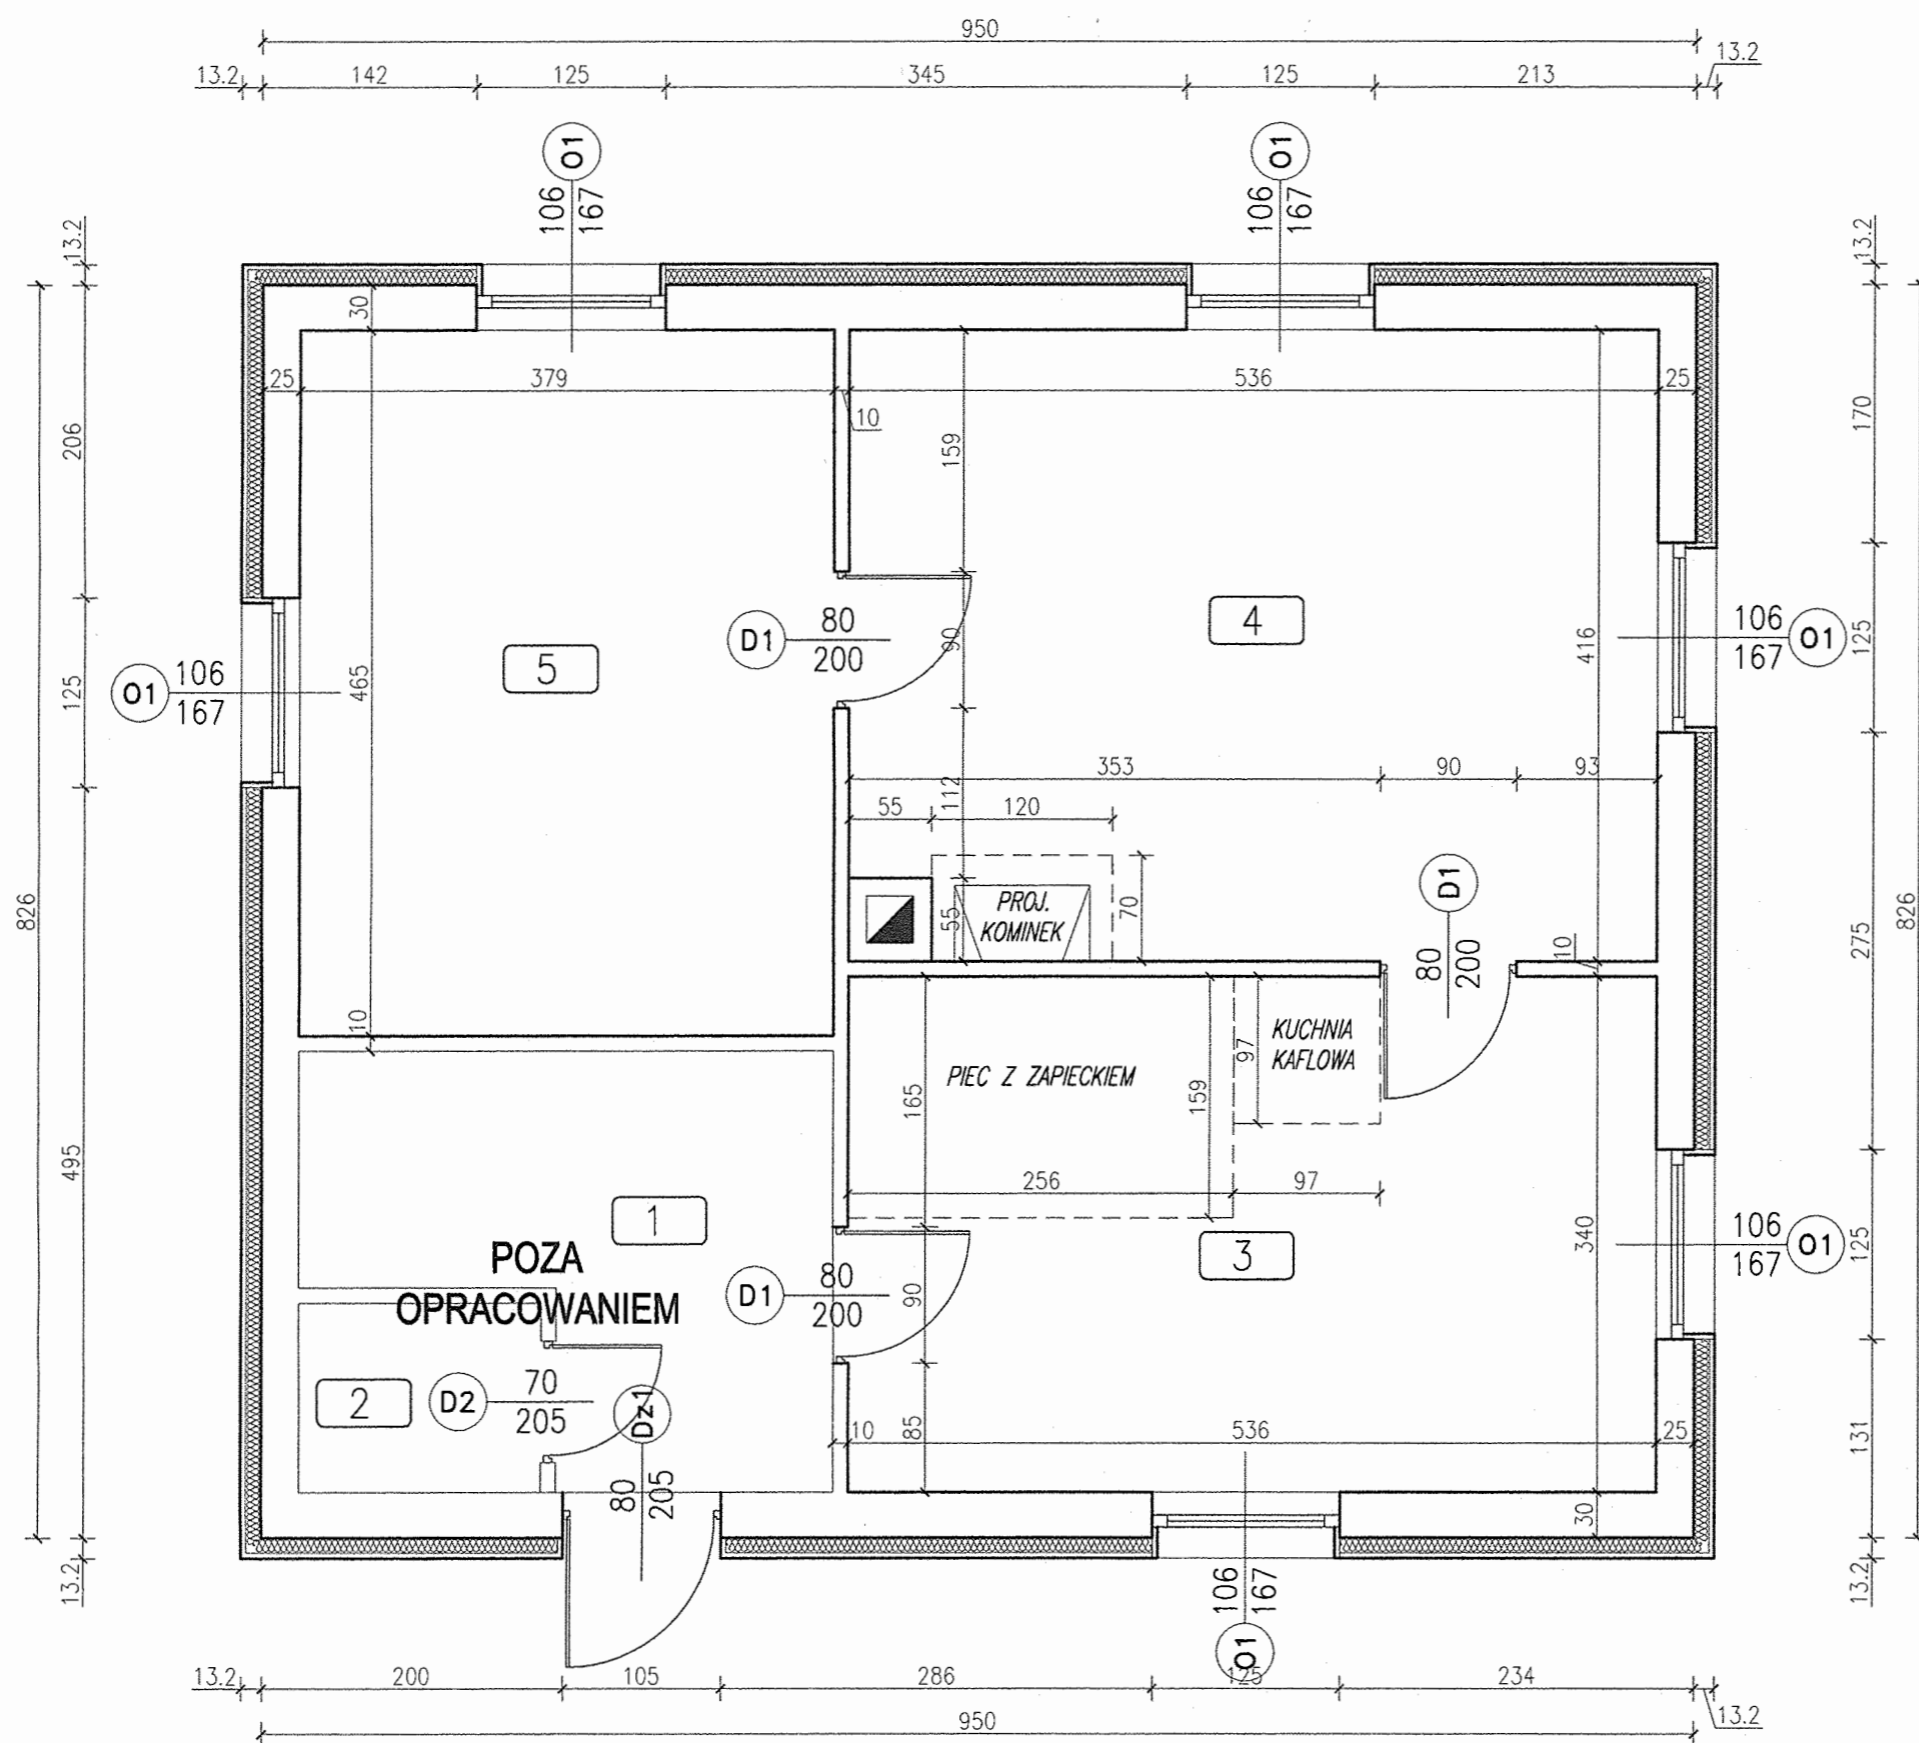 950
13.2 142 125 345 125 213 13.2
O1 106 167
O1 106 167
13.2
13.2
30
25 379 10 536 25
206
159
170
5
D1 80 200
90
4
416
O1 106 167
125
106 167 O1
125
465
353 90 93
112
55 120
826
55
PROJ.
KOMINEK
70
D1 80 200
10
275
826
10
165
PIEC Z ZAPIECKIEM
159
97
KUCHNIA
KAFLOWA
495
256 97
1
POZA
OPRACOWANIEM
D1 80 200
90
3
340
106 167 O1
125
2
D2 70 205
Dz1 80 205
10 85 536 25
131
30
13.2
13.2
106 167 O1
13.2 200 105 286 125 234 13.2
950